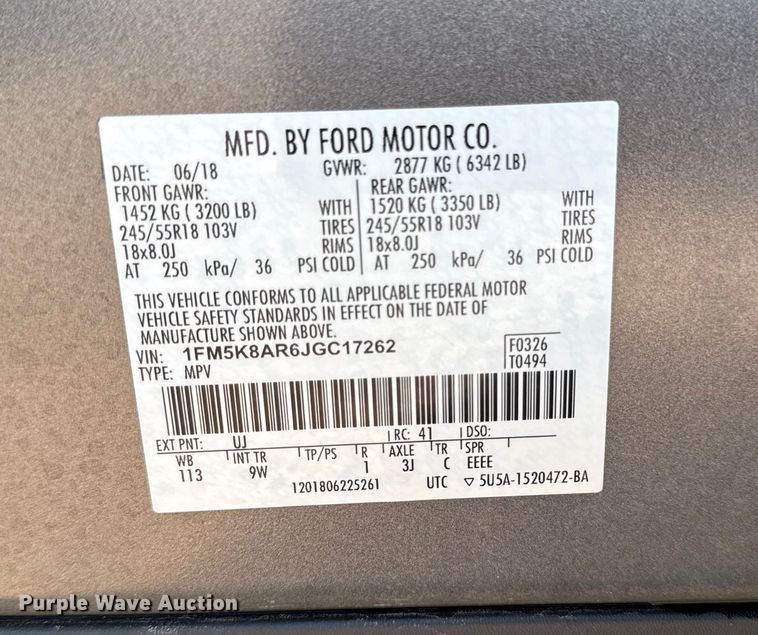 MFD. BY FORD MOTOR CO.
DATE: 06/18 GVWR: 2877 KG ( 6342 LB)
FRONT GAWR: REAR GAWR:
1452 KG ( 3200 LB) WITH 1520 KG ( 3350 LB) WITH
245/55R18 103V TIRES 245/55R18 103V TIRES
18x8.0J RIMS 18x8.0J RIMS
AT 250 kPa/ 36 PSI COLD AT 250 kPa/ 36 PSI COLD
THIS VEHICLE CONFORMS TO ALL APPLICABLE FEDERAL MOTOR
VEHICLE SAFETY STANDARDS IN EFFECT ON THE DATE OF
MANUFACTURE SHOWN ABOVE.
VIN: 1FM5K8AR6JGC17262 F0326
TYPE: MPV T0494
EXT PNT: UJ RC: 41 DSO:
WB INT TR TP/PS R AXLE TR SPR
113 9W 1 3J C EEEE
1201806225261 UTC ▽ 5U5A-1520472-BA
Purple Wave Auction